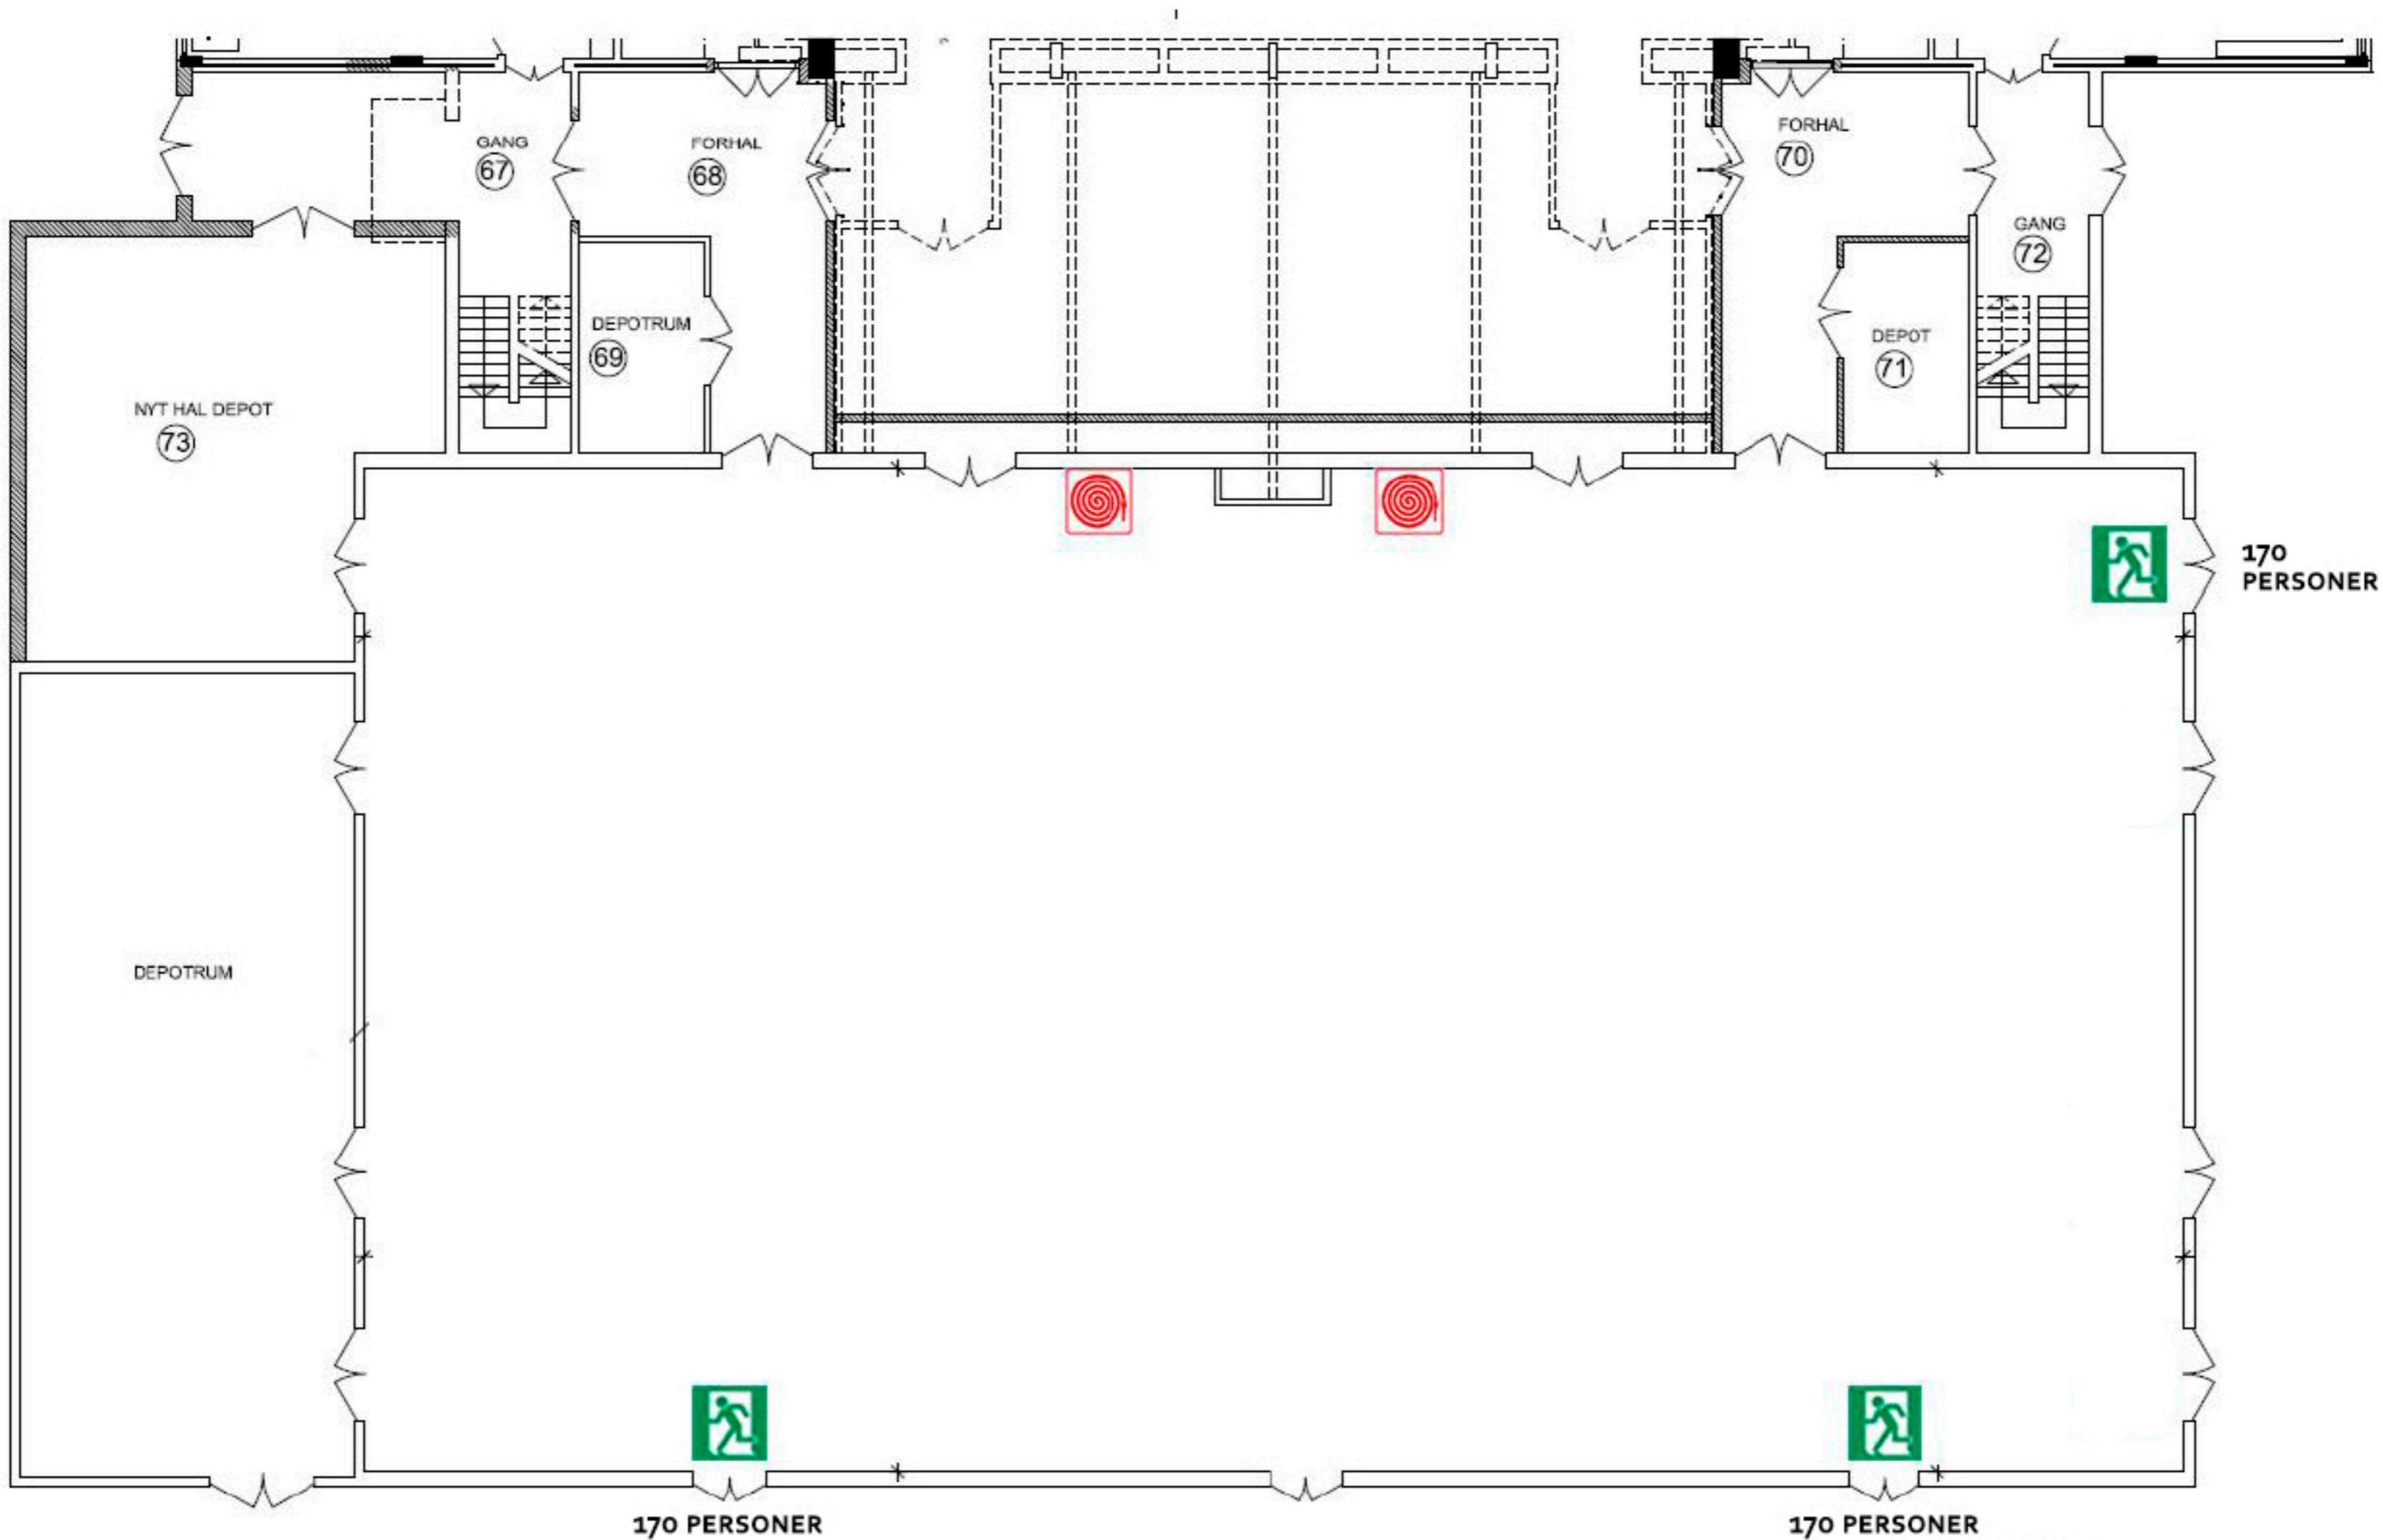 FORHAL
70
GANG
67
FORHAL
68
GANG
72
DEPOTRUM
69
DEPOT
71
NYT HAL DEPOT
73
170
PERSONER
DEPOTRUM
170 PERSONER
170 PERSONER